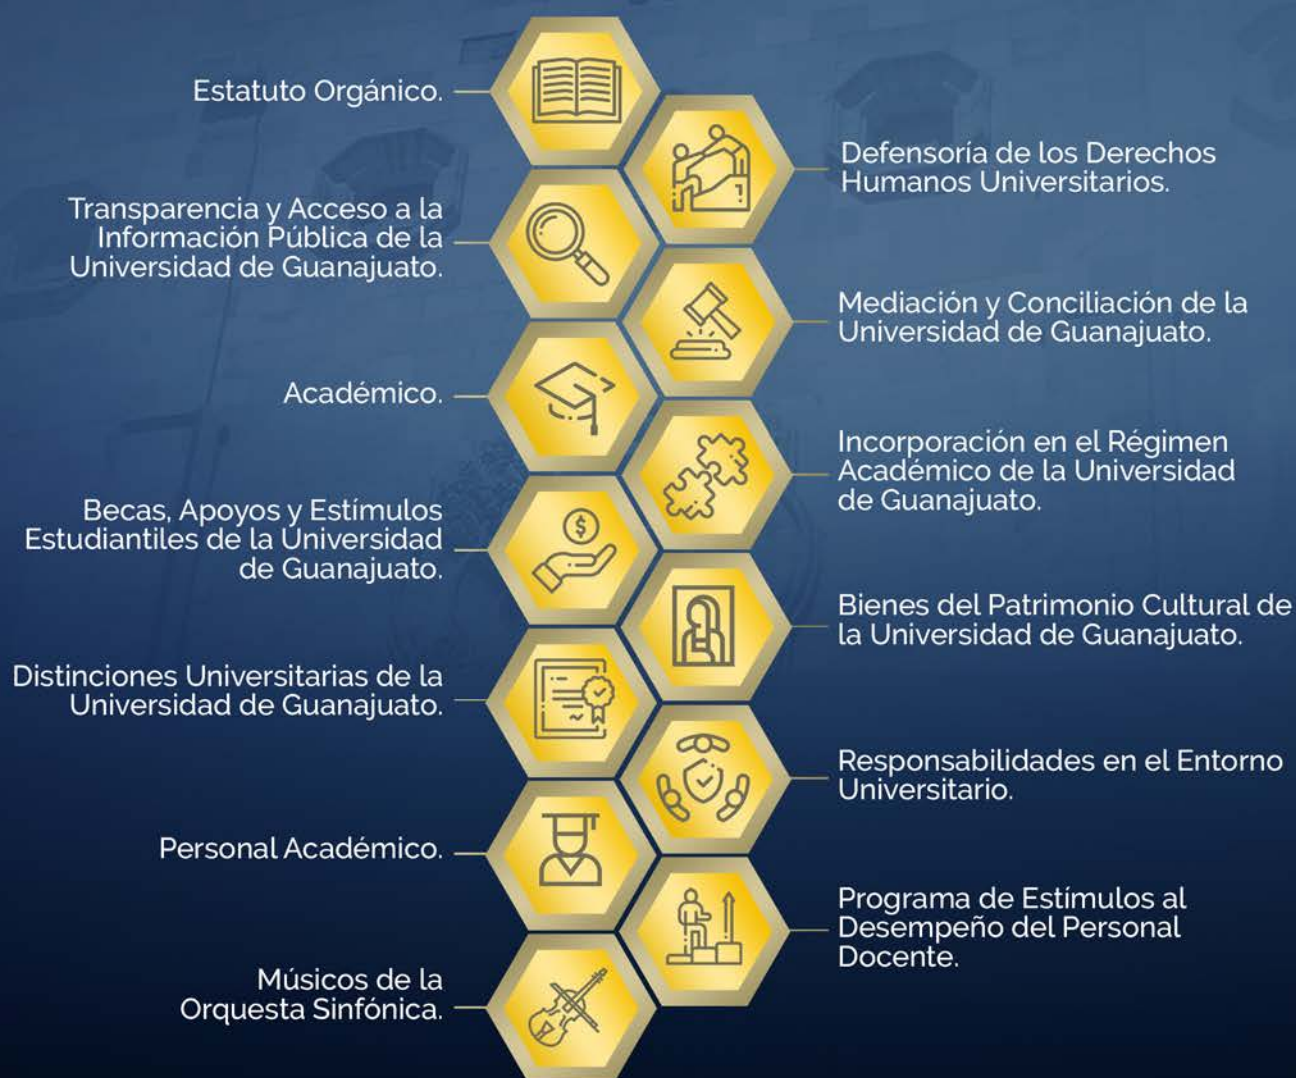 Estatuto Orgánico.
Defensoría de los Derechos
Humanos Universitarios.
Transparencia y Acceso a la
Información Pública de la
Universidad de Guanajuato.
Mediación y Conciliación de la
Universidad de Guanajuato.
Académico.
Incorporación en el Régimen
Académico de la Universidad
de Guanajuato.
Becas, Apoyos y Estímulos
Estudiantiles de la Universidad
de Guanajuato.
Bienes del Patrimonio Cultural de
la Universidad de Guanajuato.
Distinciones Universitarias de la
Universidad de Guanajuato.
Responsabilidades en el Entorno
Universitario.
Personal Académico.
Programa de Estímulos al
Desempeño del Personal
Docente.
Músicos de la
Orquesta Sinfónica.